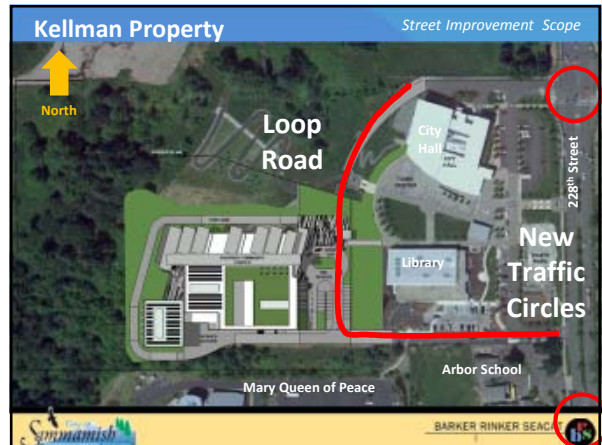 Kellman Property
Street Improvement Scope
North
Loop
Road
City
Hall
228th Street
Library
New
Traffic
Circles
Arbor School
Mary Queen of Peace
Sammamish
BARKER RINKER SEACAT